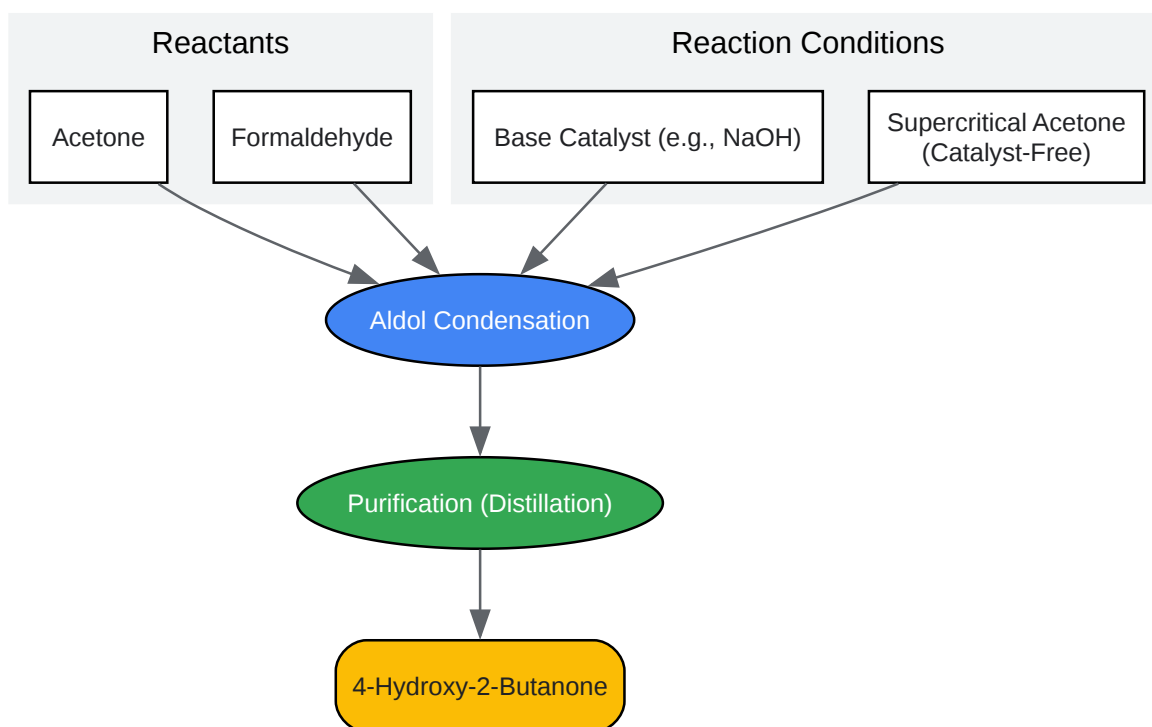 Reactants
Reaction Conditions
Acetone
Formaldehyde
Base Catalyst (e.g., NaOH)
Supercritical Acetone
(Catalyst-Free)
Aldol Condensation
Purification (Distillation)
4-Hydroxy-2-Butanone